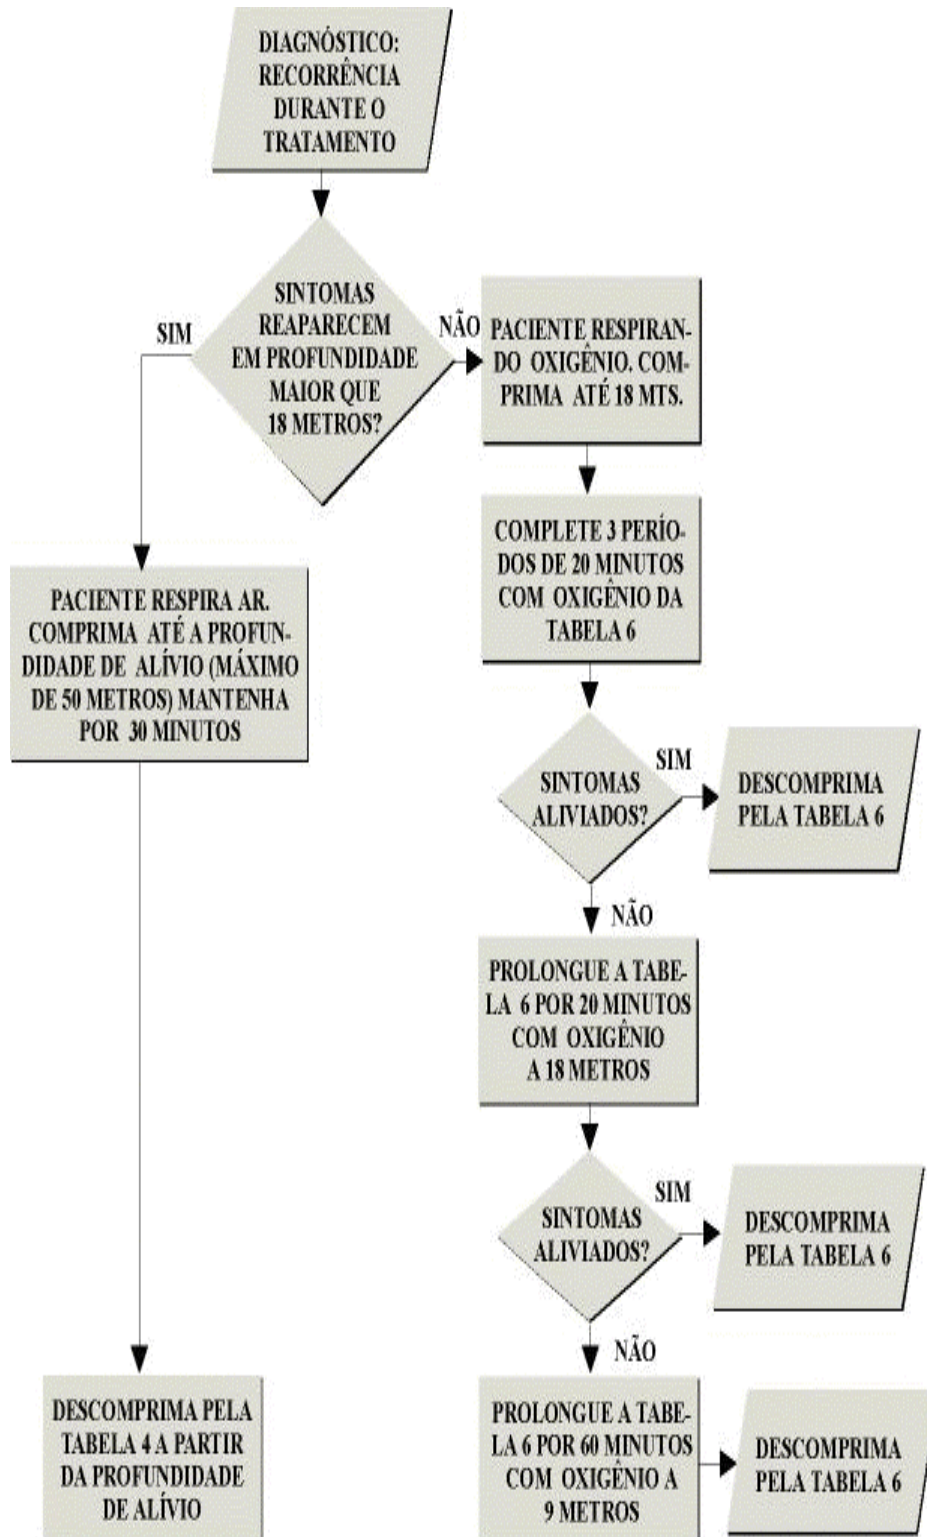 DIAGNÓSTICO:
RECORRÊNCIA
DURANTE O
TRATAMENTO
SINTOMAS
REAPARECEM
EM PROFUNDIDADE
MAIOR QUE
18 METROS?
SIM
NÃO
PACIENTE RESPIRAN-
DO OXIGÊNIO. COM-
PRIMA ATÉ 18 MTS.
COMPLETE 3 PERÍO-
DOS DE 20 MINUTOS
COM OXIGÊNIO DA
TABELA 6
PACIENTE RESPIRA AR.
COMPRIMA ATÉ A PROFUN-
DIDADE DE ALÍVIO (MÁXIMO
DE 50 METROS) MANTENHA
POR 30 MINUTOS
SINTOMAS
ALIVIADOS?
SIM
DESCOMPRIMA
PELA TABELA 6
NÃO
PROLONGUE A TABE-
LA 6 POR 20 MINUTOS
COM OXIGÊNIO
A 18 METROS
SINTOMAS
ALIVIADOS?
SIM
DESCOMPRIMA
PELA TABELA 6
NÃO
DESCOMPRIMA PELA
TABELA 4 A PARTIR
DA PROFUNDIDADE
DE ALÍVIO
PROLONGUE A TABE-
LA 6 POR 60 MINUTOS
COM OXIGÊNIO A
9 METROS
DESCOMPRIMA
PELA TABELA 6